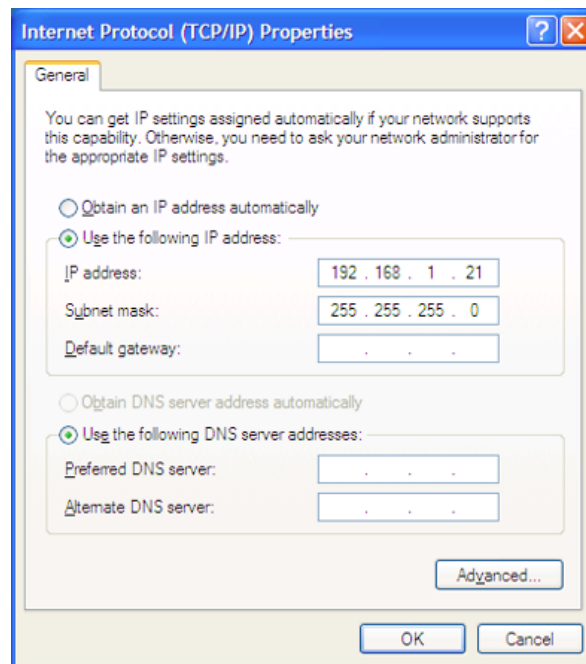 Internet Protocol (TCP/IP) Properties
General
You can get IP settings assigned automatically if your network supports
this capability. Otherwise, you need to ask your network administrator for
the appropriate IP settings.
Obtain an IP address automatically
Use the following IP address:
IP address: 192 . 168 . 1 . 21
Subnet mask: 255 . 255 . 255 . 0
Default gateway: . . .
Obtain DNS server address automatically
Use the following DNS server addresses:
Preferred DNS server: . . .
Alternate DNS server: . . .
Advanced...
OK Cancel